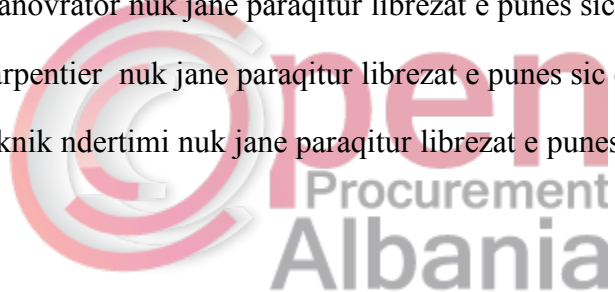 anovrator nuk jane paraqitur librezat e punes sic
arpentier nuk jane paraqitur librezat e punes sic
knik ndertimi nuk jane paraqitur librezat e punes
Open
Procurement
Albania